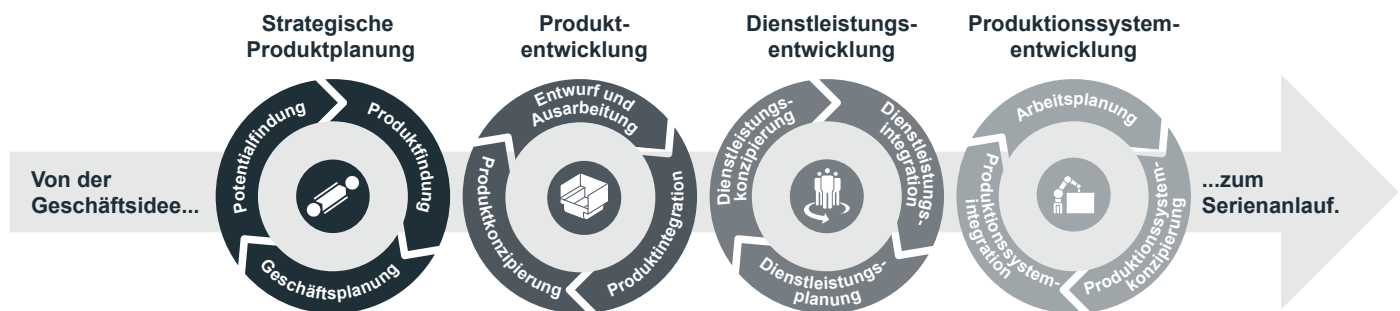 Strategische
Produktplanung
Produkt-
entwicklung
Dienstleistungs-
entwicklung
Produktionssystem-
entwicklung
Von der
Geschäftsidee...
Potentialfindung
Produktfindung
Geschäftsplanung
Entwurf und
Ausarbeitung
Produktkonzipierung
Produktintegration
Dienstleistungs-
konzipierung
Dienstleistungs-
integration
Dienstleistungs-
planung
Arbeitsplanung
Produktionssystem-
integration
Produktionssystem-
konzipierung
...zum
Serienanlauf.